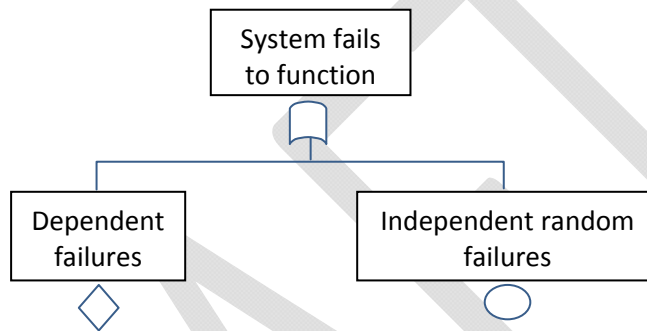 System fails
to function
Dependent
failures
Independent random
failures